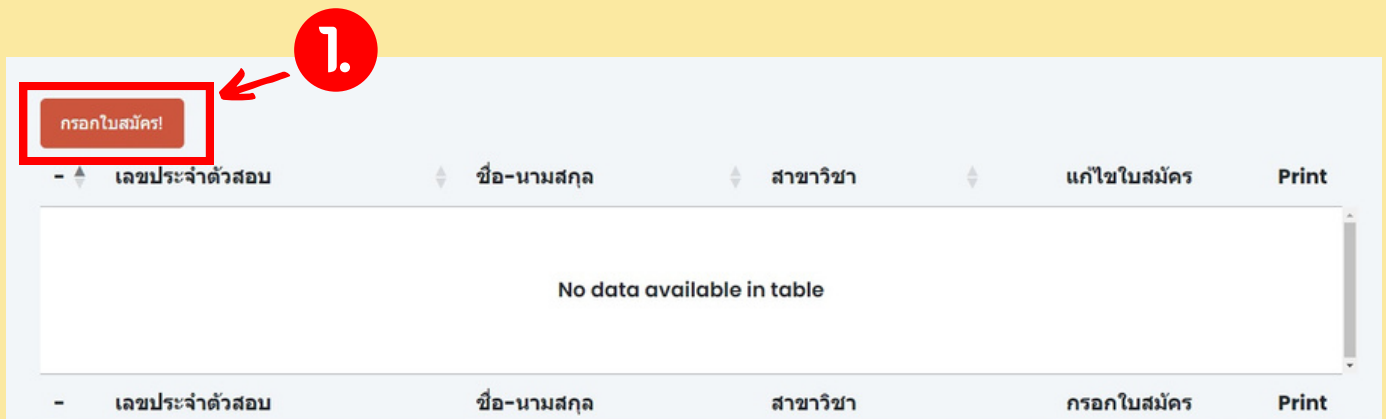 1.
กรอกใบสมัคร!
- เลขประจำตัวสอบ ชื่อ-นามสกุล สาขาวิชา แก้ไขใบสมัคร Print
No data available in table
- เลขประจำตัวสอบ ชื่อ-นามสกุล สาขาวิชา กรอกใบสมัคร Print